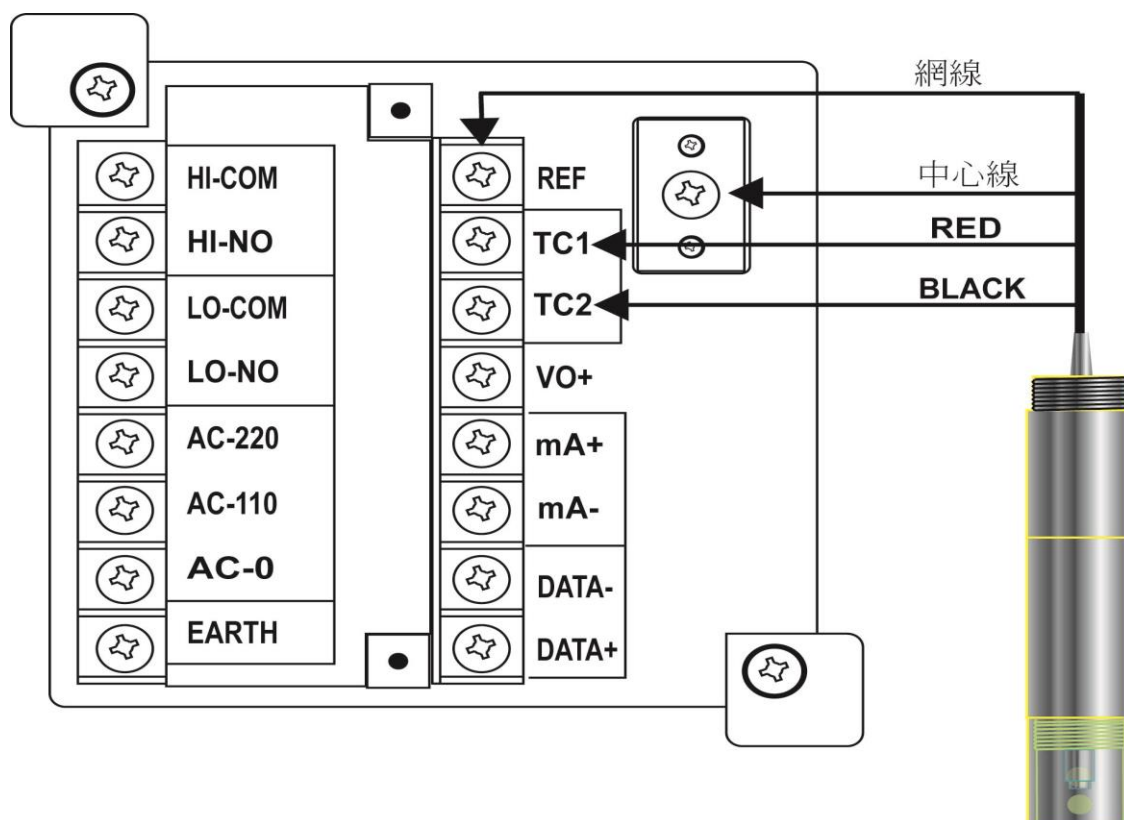 網線
中心線
RED
BLACK
HI-COM
HI-NO
LO-COM
LO-NO
AC-220
AC-110
AC-0
EARTH
REF
TC1
TC2
VO+
mA+
mA-
DATA-
DATA+